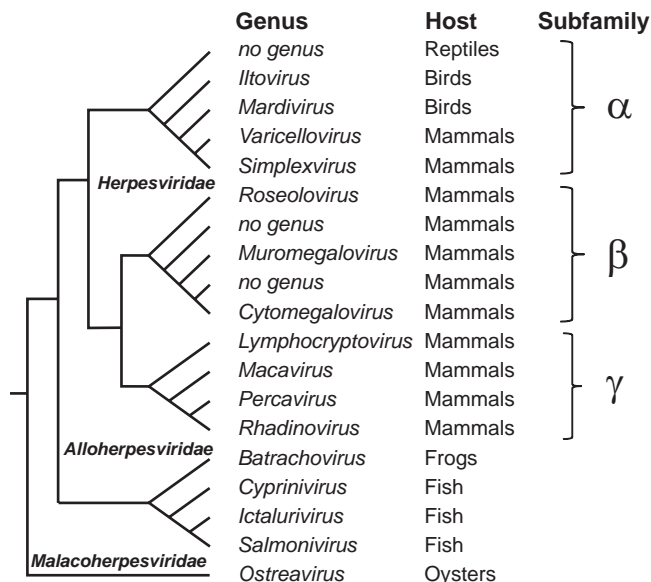 Genus Host Subfamily
no genus Reptiles
Iltovirus Birds
Mardivirus Birds
α
Varicellovirus Mammals
Simplexvirus Mammals
Herpesviridae
Roseolovirus Mammals
no genus Mammals
Muromegalovirus Mammals
β
no genus Mammals
Cytomegalovirus Mammals
Lymphocryptovirus Mammals
Macavirus Mammals
γ
Percavirus Mammals
Rhadinovirus Mammals
Alloherpesviridae
Batrachovirus Frogs
Cyprinivirus Fish
Ictalurivirus Fish
Salmonivirus Fish
Malacoherpesviridae
Ostreavirus Oysters